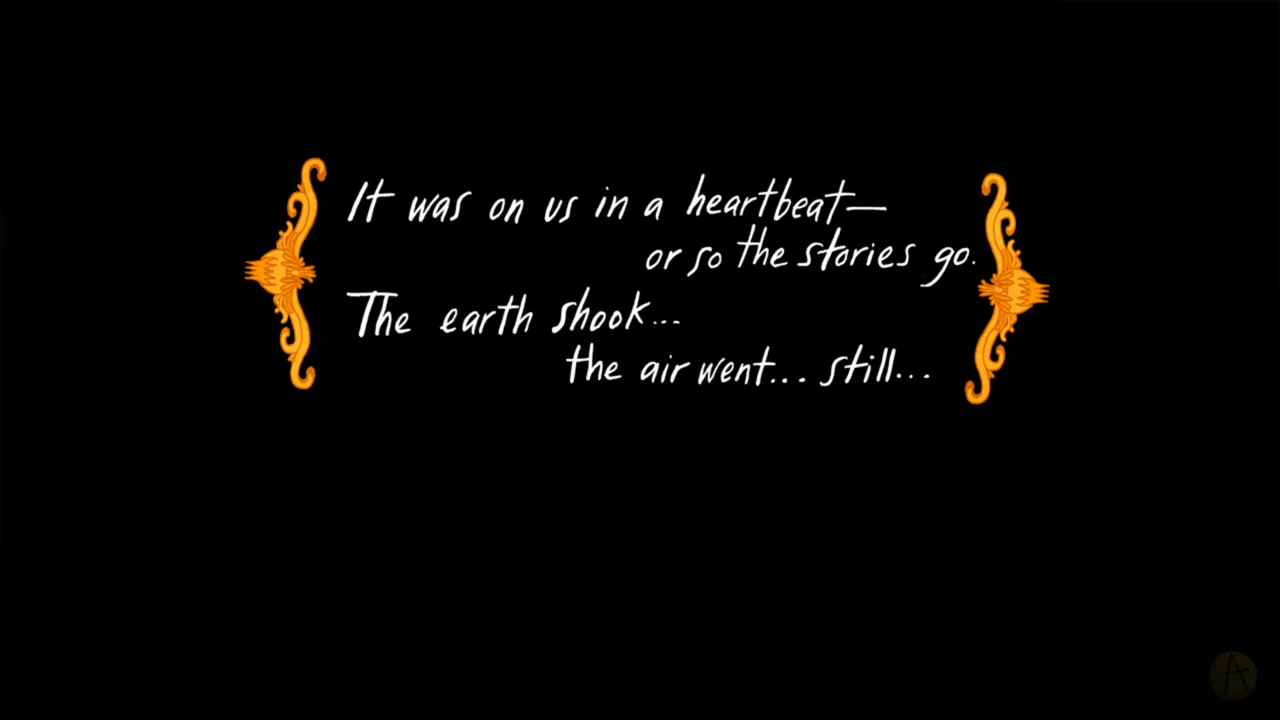 It was on us in a heartbeat—
or so the stories go.
The earth shook...
the air went... still...
A